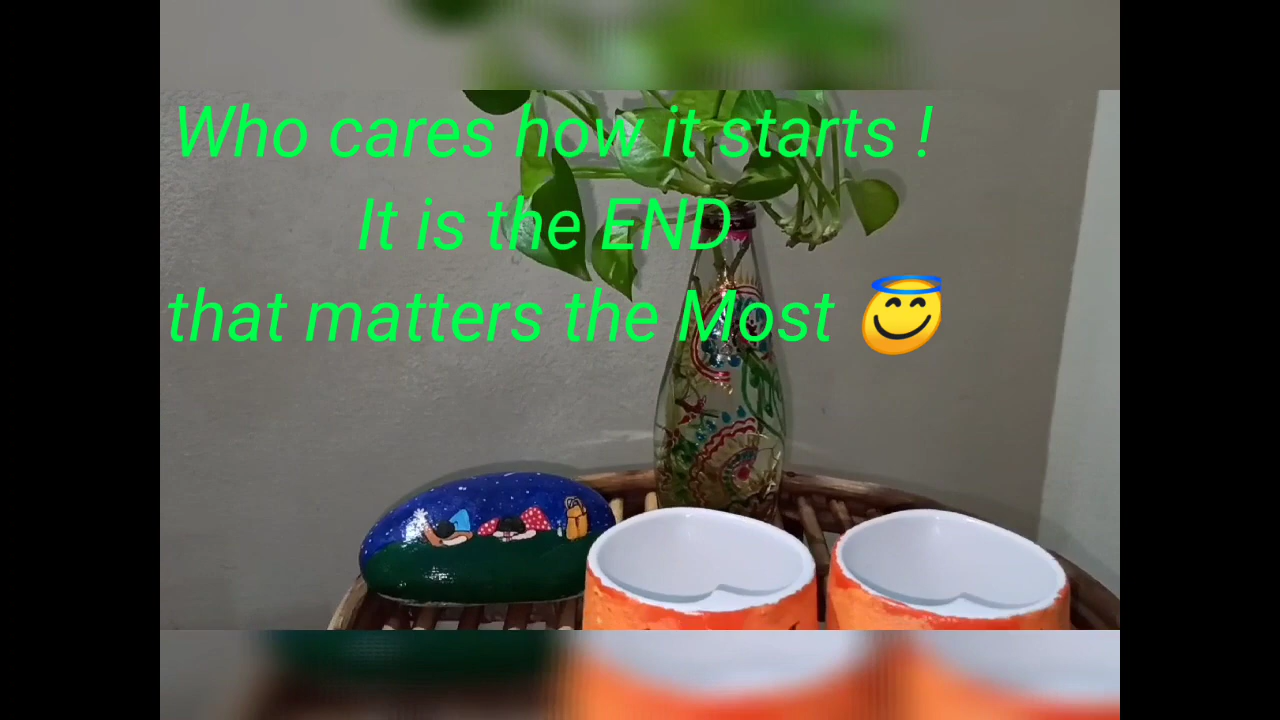 Who cares how it starts !
It is the END
that matters the Most 😇